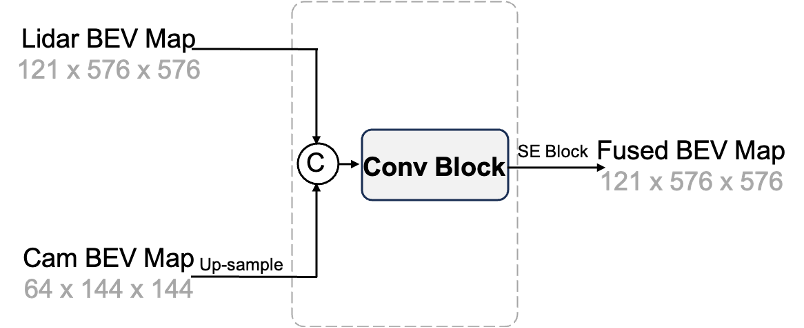 Lidar BEV Map
121 x 576 x 576
C
Conv Block
SE Block
Fused BEV Map
121 x 576 x 576
Cam BEV Map
Up-sample
64 x 144 x 144